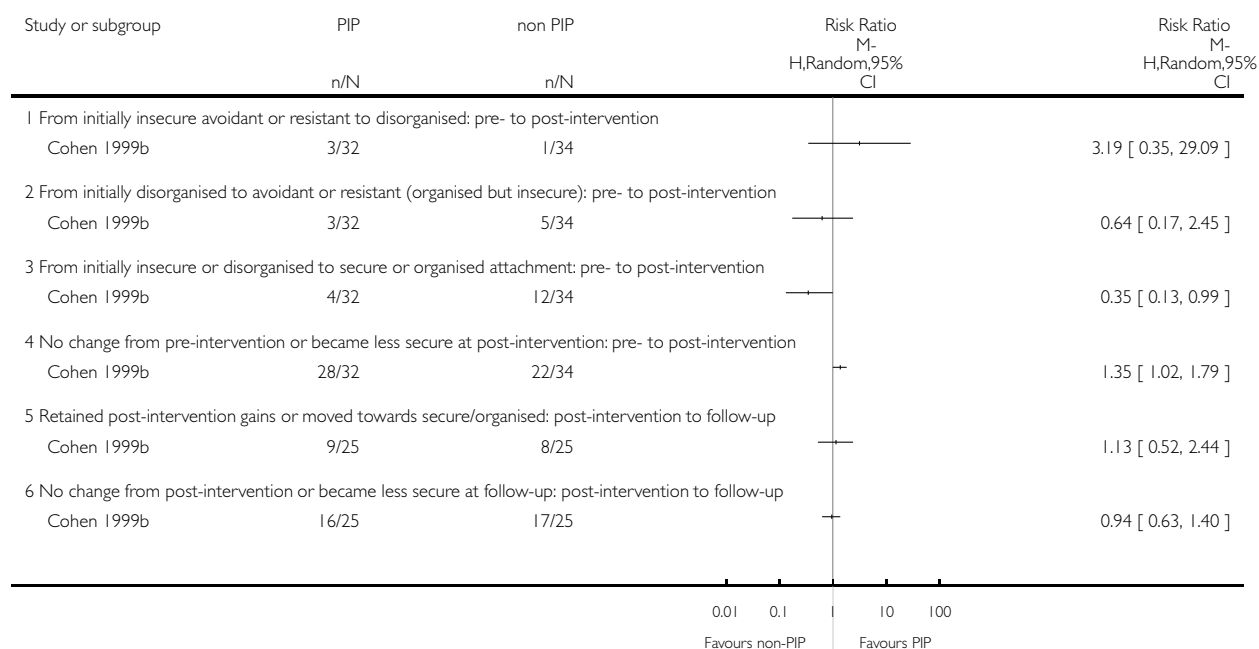 Study or subgroup PIP non PIP Risk Ratio Risk Ratio
M- M-
H,Random,95% H,Random,95%
n/N n/N CI CI
1 From initially insecure avoidant or resistant to disorganised: pre- to post-intervention
Cohen 1999b 3/32 1/34 3.19 [ 0.35, 29.09 ]
2 From initially disorganised to avoidant or resistant (organised but insecure): pre- to post-intervention
Cohen 1999b 3/32 5/34 0.64 [ 0.17, 2.45 ]
3 From initially insecure or disorganised to secure or organised attachment: pre- to post-intervention
Cohen 1999b 4/32 12/34 0.35 [ 0.13, 0.99 ]
4 No change from pre-intervention or became less secure at post-intervention: pre- to post-intervention
Cohen 1999b 28/32 22/34 1.35 [ 1.02, 1.79 ]
5 Retained post-intervention gains or moved towards secure/organised: post-intervention to follow-up
Cohen 1999b 9/25 8/25 1.13 [ 0.52, 2.44 ]
6 No change from post-intervention or became less secure at follow-up: post-intervention to follow-up
Cohen 1999b 16/25 17/25 0.94 [ 0.63, 1.40 ]
0.01 0.1 1 10 100
Favours non-PIP Favours PIP